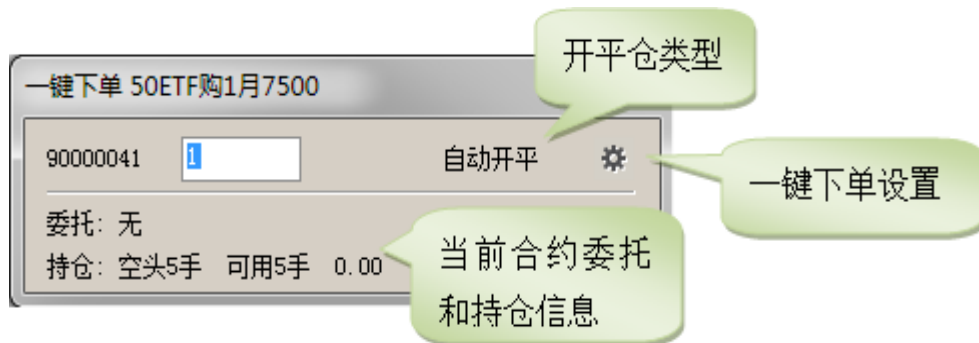 开平仓类型
一键下单 50ETF购1月7500
90000041 1 自动开平
一键下单设置
委托: 无
持仓: 空头5手 可用5手 0.00
当前合约委托
和持仓信息